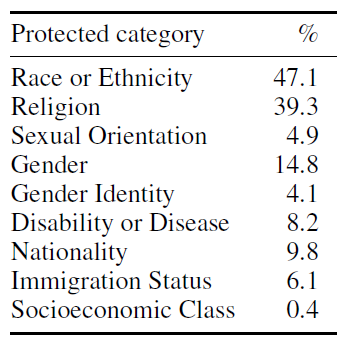 Protected category %
Race or Ethnicity 47.1
Religion 39.3
Sexual Orientation 4.9
Gender 14.8
Gender Identity 4.1
Disability or Disease 8.2
Nationality 9.8
Immigration Status 6.1
Socioeconomic Class 0.4